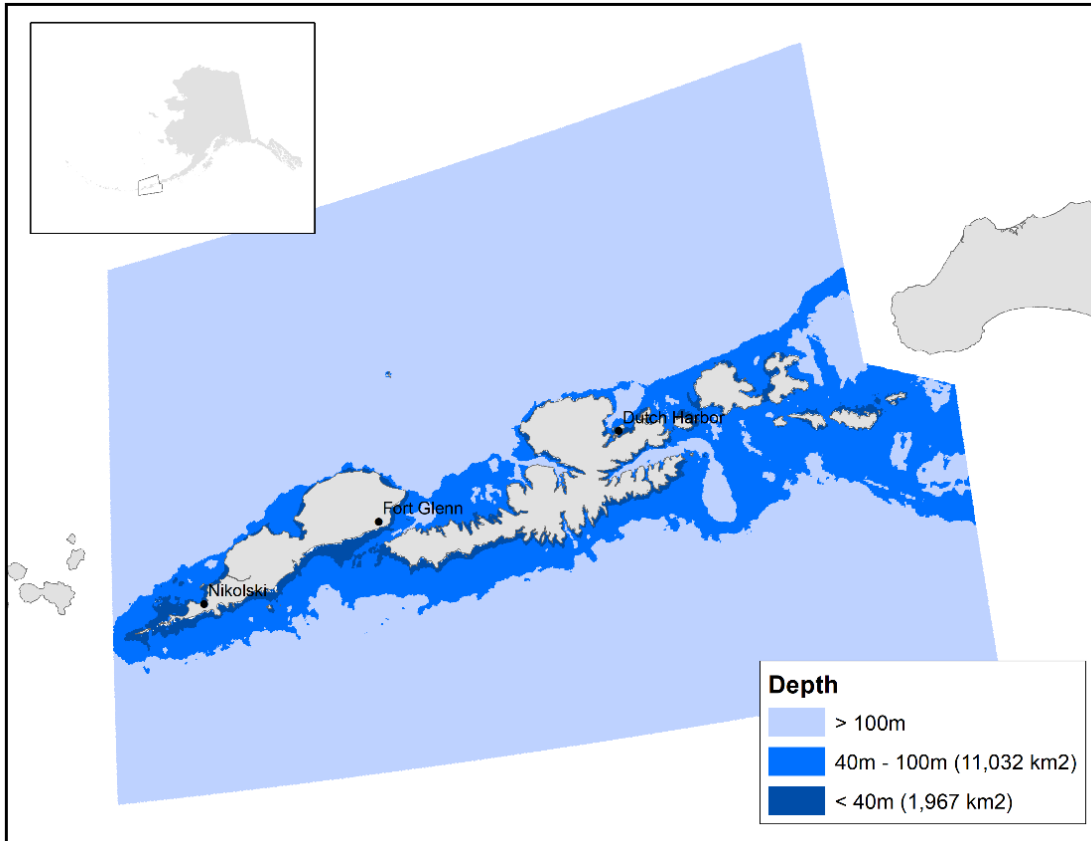 Dutch Harbor
Fort Glenn
Nikolski
Depth
> 100m
40m - 100m (11,032 km2)
< 40m (1,967 km2)